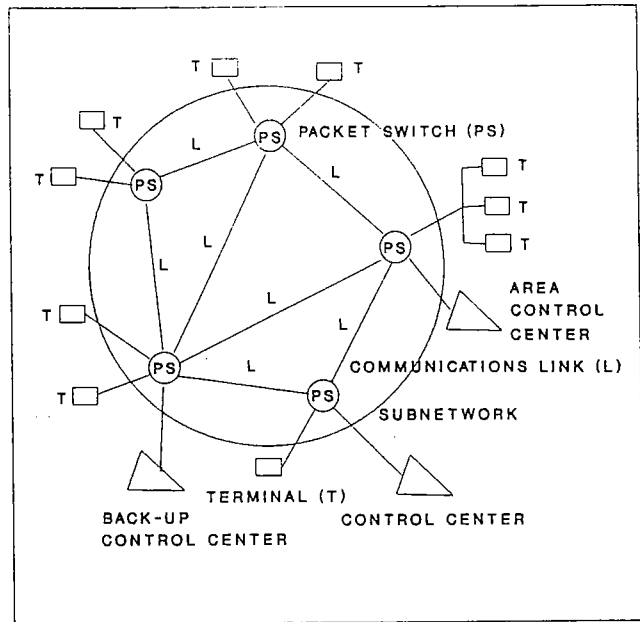 T T
T
L PS PACKET SWITCH (PS)
T PS L T
T
L PS T
L
AREA
CONTROL
CENTER
L
T
L
L
COMMUNICATIONS LINK (L)
PS
T
PS
SUBNETWORK
TERMINAL (T)
BACK-UP
CONTROL CENTER
CONTROL CENTER